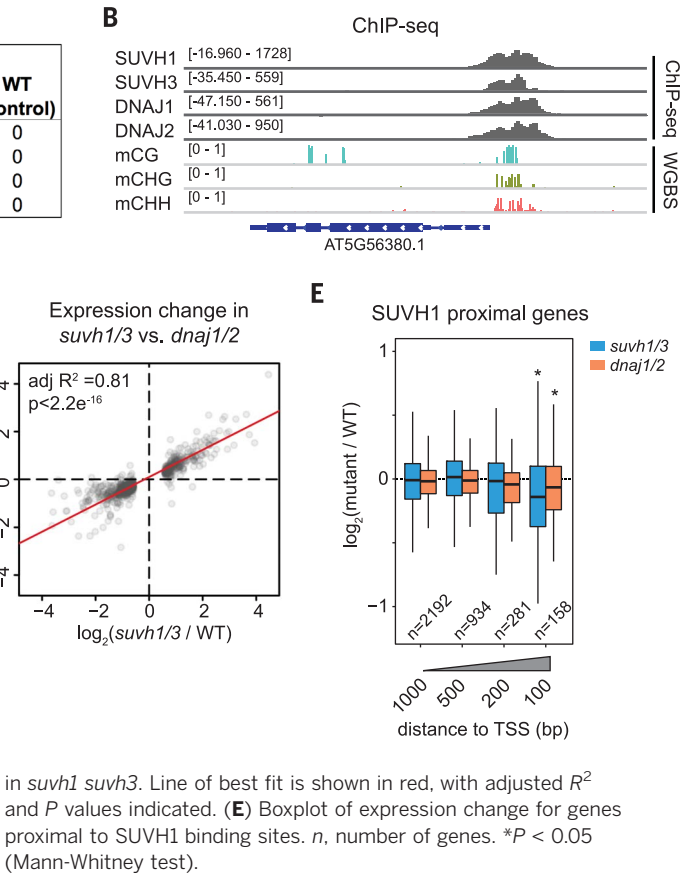 WT
ontrol)
0
0
0
0
B
ChIP-seq
SUVH1 [-16.960 - 1728]
SUVH3 [-35.450 - 559]
DNAJ1 [-47.150 - 561]
DNAJ2 [-41.030 - 950]
mCG [0 - 1]
mCHG [0 - 1]
mCHH [0 - 1]
ChIP-seq
WGBS
AT5G56380.1
Expression change in
suvh1/3 vs. dnaj1/2
adj R² =0.81
p<2.2e⁻¹⁶
4
2
0
−2
−4
−4 −2 0 2 4
log₂(suvh1/3 / WT)
E
SUVH1 proximal genes
suvh1/3
dnaj1/2
log₂(mutant / WT)
1
0
−1
* *
n=2192 n=934 n=281 n=158
1000 500 200 100
distance to TSS (bp)
in suvh1 suvh3. Line of best fit is shown in red, with adjusted R²
and P values indicated. (E) Boxplot of expression change for genes
proximal to SUVH1 binding sites. n, number of genes. *P < 0.05
(Mann-Whitney test).